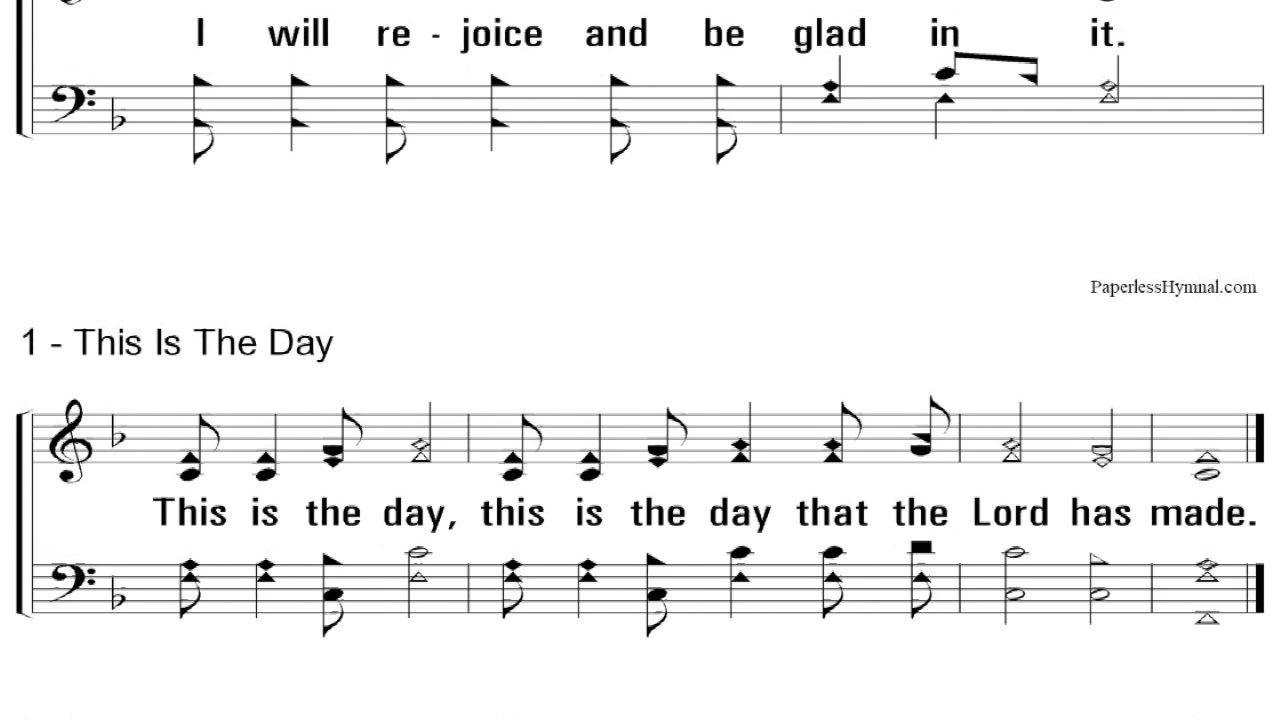 I will re - joice and be glad in it.
PaperlessHymnal.com
1 - This Is The Day
This is the day, this is the day that the Lord has made.